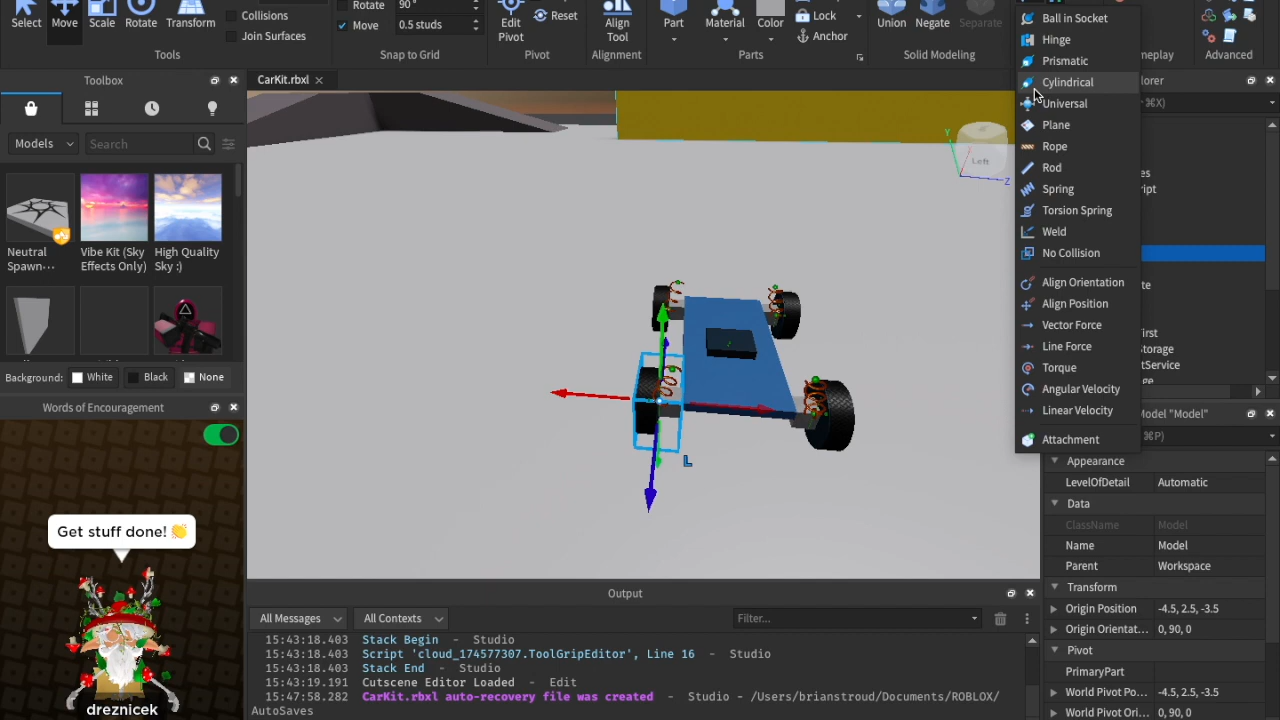 Select
Move
Scale
Rotate
Transform
Collisions
Join Surfaces
Tools
Rotate
90 °
Move
0.5 studs
Snap to Grid
Edit
Pivot
Reset
Pivot
Align
Tool
Alignment
Part
Material
Color
Lock
Anchor
Parts
Union
Negate
Separate
Solid Modeling
Advanced
Toolbox
Models
Search
Neutral
Spawn...
Vibe Kit (Sky
Effects Only)
High Quality
Sky :)
Background:
White
Black
None
Words of Encouragement
Get stuff done! 👏
dreznicek
CarKit.rbxl
Y
Left
Z
L
Ball in Socket
Hinge
Prismatic
Cylindrical
Universal
Plane
Rope
Rod
Spring
Torsion Spring
Weld
No Collision
Align Orientation
Align Position
Vector Force
Line Force
Torque
Angular Velocity
Linear Velocity
Attachment
Output
All Messages
All Contexts
Filter...
15:43:18.403 Stack Begin - Studio
15:43:18.403 Script 'cloud_174577307.ToolGripEditor', Line 16 - Studio
15:43:18.403 Stack End - Studio
15:43:19.191 Cutscene Editor Loaded - Edit
15:47:58.282 CarKit.rbxl auto-recovery file was created - Studio - /Users/brianstroud/Documents/ROBLOX/
AutoSaves
Model "Model"
Appearance
LevelOfDetail Automatic
Data
ClassName Model
Name Model
Parent Workspace
Transform
Origin Position -4.5, 2.5, -3.5
Origin Orientat... 0, 90, 0
Pivot
PrimaryPart
World Pivot Po... -4.5, 2.5, -3.5
World Pivot Ori... 0, 90, 0